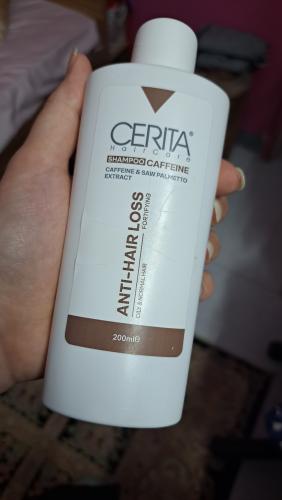 CERITA®
HairCare
SHAMPOO CAFFEINE
CAFFEINE & SAW PALMETTO
EXTRACT
ANTI-HAIR LOSS
FORTIFYING
OILY & NORMAL HAIR
200ml℮